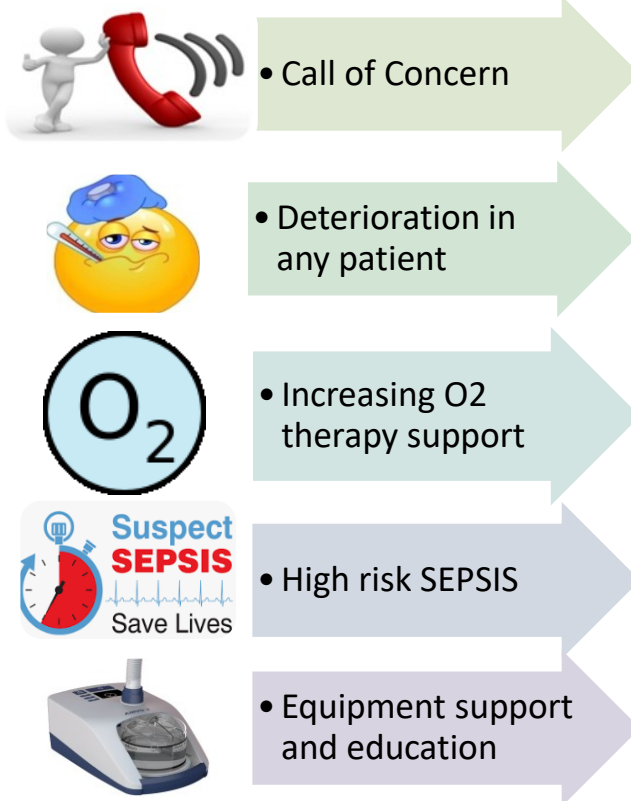 • Call of Concern
• Deterioration in
any patient
O₂
• Increasing O2
therapy support
Suspect
SEPSIS
Save Lives
• High risk SEPSIS
• Equipment support
and education